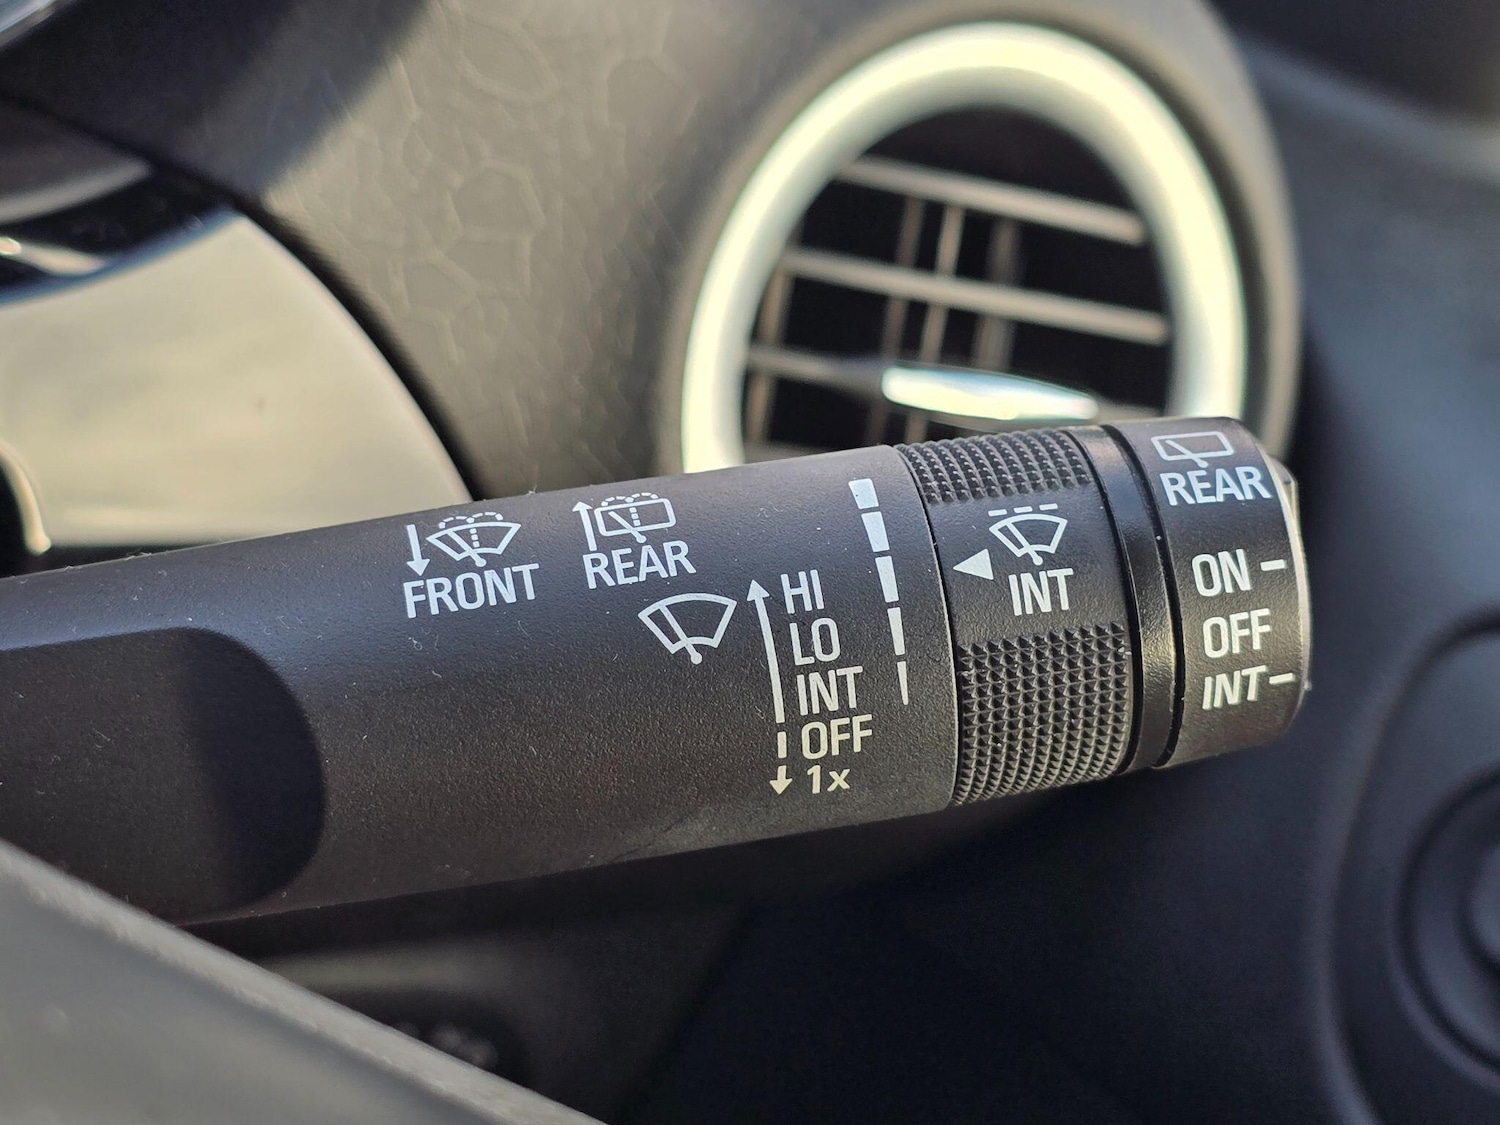 FRONT
REAR
HI
LO
INT
OFF
1x
INT
REAR
ON
OFF
INT